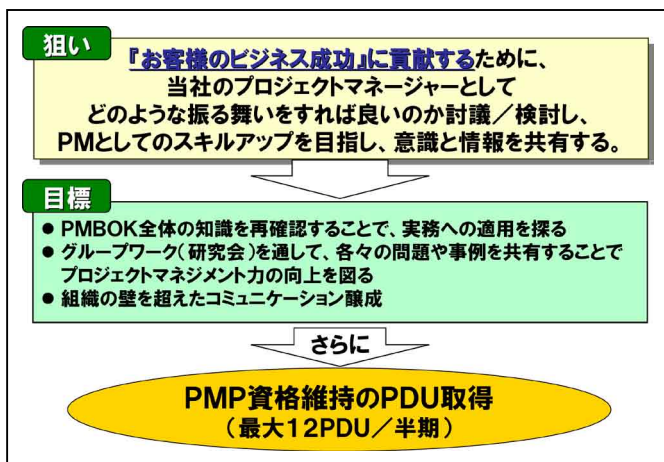 狙い
『お客様のビジネス成功』に貢献するために、
当社のプロジェクトマネージャーとして
どのような振る舞いをすれば良いのか討議／検討し、
PMとしてのスキルアップを目指し、意識と情報を共有する。
目標
● PMBOK全体の知識を再確認することで、実務への適用を探る
● グループワーク（研究会）を通して、各々の問題や事例を共有することで
プロジェクトマネジメント力の向上を図る
● 組織の壁を超えたコミュニケーション醸成
さらに
PMP資格維持のPDU取得
（最大12PDU／半期）